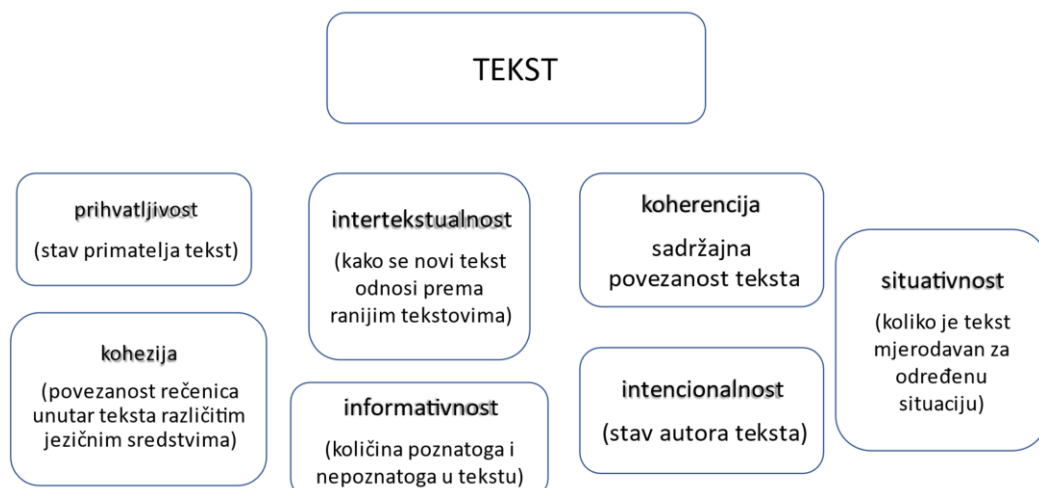 TEKST
prihvatljivost
(stav primatelja tekst)
kohezija
(povezanost rečenica
unutar teksta različitim
jezičnim sredstvima)
intertekstualnost
(kako se novi tekst
odnosi prema
ranijim tekstovima)
informativnost
(količina poznatoga i
nepoznatoga u tekstu)
koherencija
sadržajna
povezanost teksta
intencionalnost
(stav autora teksta)
situativnost
(koliko je tekst
mjerodavan za
određenu
situaciju)